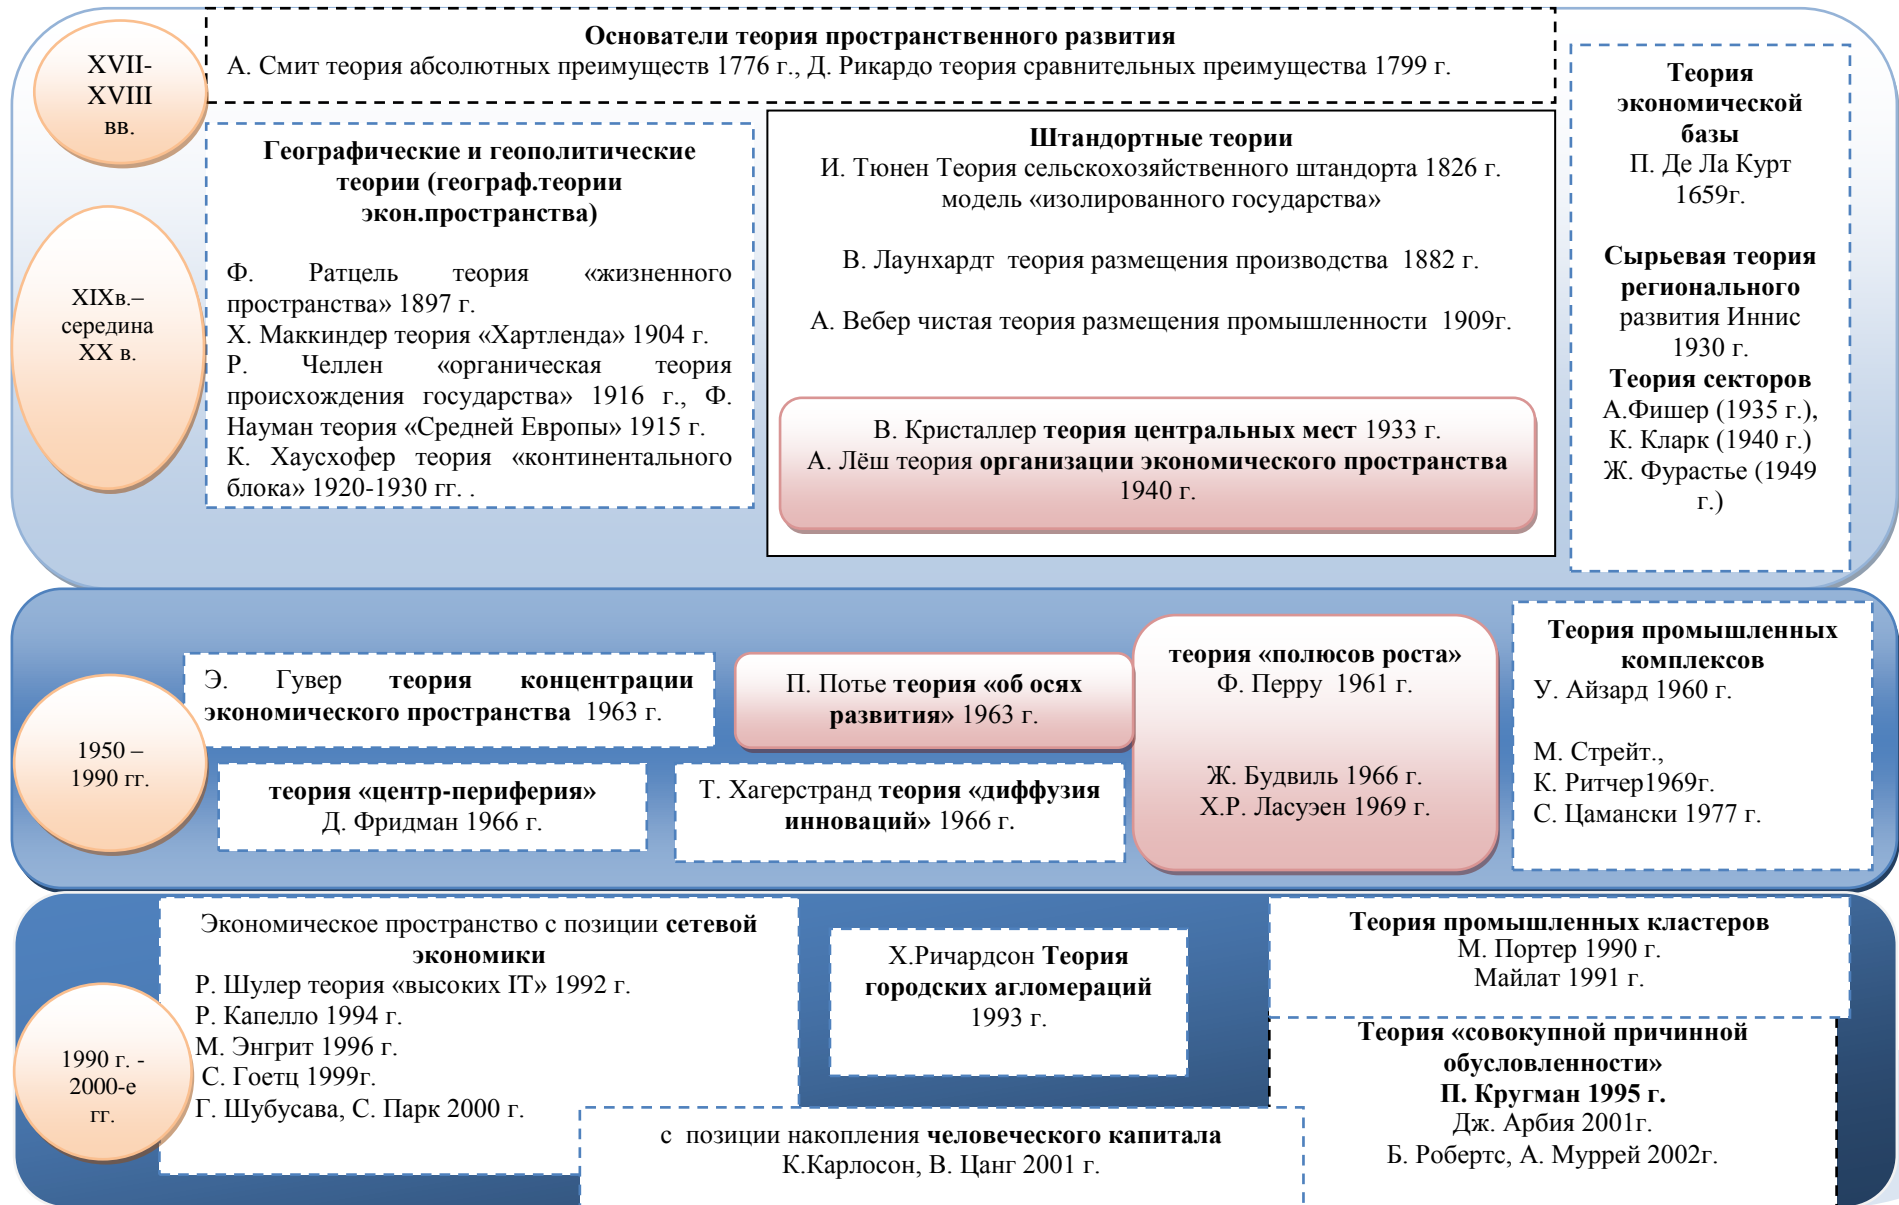 XVII-
XVIII
вв.
Основатели теория пространственного развития
А. Смит теория абсолютных преимуществ 1776 г., Д. Рикардо теория сравнительных преимущества 1799 г.
Географические и геополитические
теории (географ.теории
экон.пространства)
Ф. Ратцель теория «жизненного
пространства» 1897 г.
Х. Маккиндер теория «Хартленда» 1904 г.
Р. Челлен «органическая теория
происхождения государства» 1916 г., Ф.
Науман теория «Средней Европы» 1915 г.
К. Хаусхофер теория «континентального
блока» 1920-1930 гг. .
XIXв.–
середина
XX в.
Штандортные теории
И. Тюнен Теория сельскохозяйственного штандорта 1826 г.
модель «изолированного государства»
В. Лаунхардт теория размещения производства 1882 г.
А. Вебер чистая теория размещения промышленности 1909г.
В. Кристаллер теория центральных мест 1933 г.
А. Лёш теория организации экономического пространства
1940 г.
Теория
экономической
базы
П. Де Ла Курт
1659г.
Сырьевая теория
регионального
развития Иннис
1930 г.
Теория секторов
А.Фишер (1935 г.),
К. Кларк (1940 г.)
Ж. Фурастье (1949
г.)
1950 –
1990 гг.
Э. Гувер теория концентрации
экономического пространства 1963 г.
П. Потье теория «об осях
развития» 1963 г.
теория «полюсов роста»
Ф. Перру 1961 г.
Ж. Будвиль 1966 г.
Х.Р. Ласуэен 1969 г.
Теория промышленных
комплексов
У. Айзард 1960 г.
М. Стрейт.,
К. Ритчер1969г.
С. Цамански 1977 г.
теория «центр-периферия»
Д. Фридман 1966 г.
Т. Хагерстранд теория «диффузия
инноваций» 1966 г.
1990 г. -
2000-е
гг.
Экономическое пространство с позиции сетевой
экономики
Р. Шулер теория «высоких IT» 1992 г.
Р. Капелло 1994 г.
М. Энгрит 1996 г.
С. Гоетц 1999г.
Г. Шубусава, С. Парк 2000 г.
Х.Ричардсон Теория
городских агломераций
1993 г.
Теория промышленных кластеров
М. Портер 1990 г.
Майлат 1991 г.
Теория «совокупной причинной
обусловленности»
П. Кругман 1995 г.
Дж. Арбия 2001г.
Б. Робертс, А. Муррей 2002г.
с позиции накопления человеческого капитала
К.Карлосон, В. Цанг 2001 г.